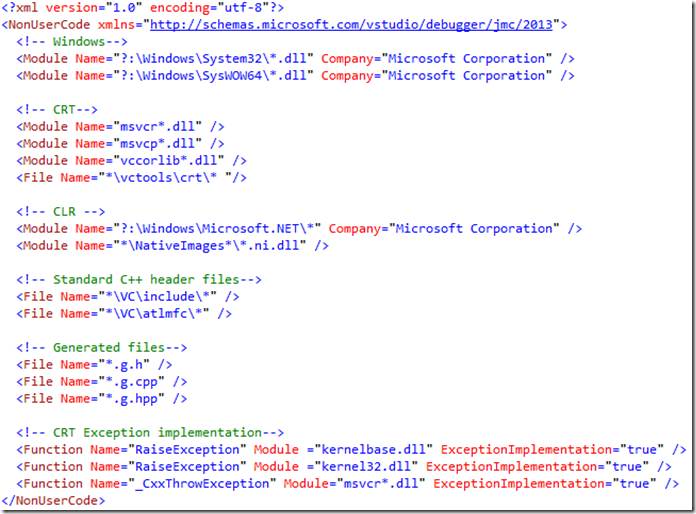 <?xml version="1.0" encoding="utf-8"?>
<NonUserCode xmlns="http://schemas.microsoft.com/vstudio/debugger/jmc/2013">
<!-- Windows-->
<Module Name="?:\Windows\System32\*.dll" Company="Microsoft Corporation" />
<Module Name="?:\Windows\SysWOW64\*.dll" Company="Microsoft Corporation" />
<!-- CRT-->
<Module Name="msvcr*.dll" />
<Module Name="msvcp*.dll" />
<Module Name="vccorlib*.dll" />
<File Name="*\vctools\crt\* "/>
<!-- CLR -->
<Module Name="?:\Windows\Microsoft.NET\*" Company="Microsoft Corporation" />
<Module Name="*\NativeImages*\*.ni.dll" />
<!-- Standard C++ header files-->
<File Name="*\VC\include\*" />
<File Name="*\VC\atlmfc\*" />
<!-- Generated files-->
<File Name="*.g.h" />
<File Name="*.g.cpp" />
<File Name="*.g.hpp" />
<!-- CRT Exception implementation-->
<Function Name="RaiseException" Module ="kernelbase.dll" ExceptionImplementation="true" />
<Function Name="RaiseException" Module ="kernel32.dll" ExceptionImplementation="true" />
<Function Name="_CxxThrowException" Module="msvcr*.dll" ExceptionImplementation="true" />
</NonUserCode>